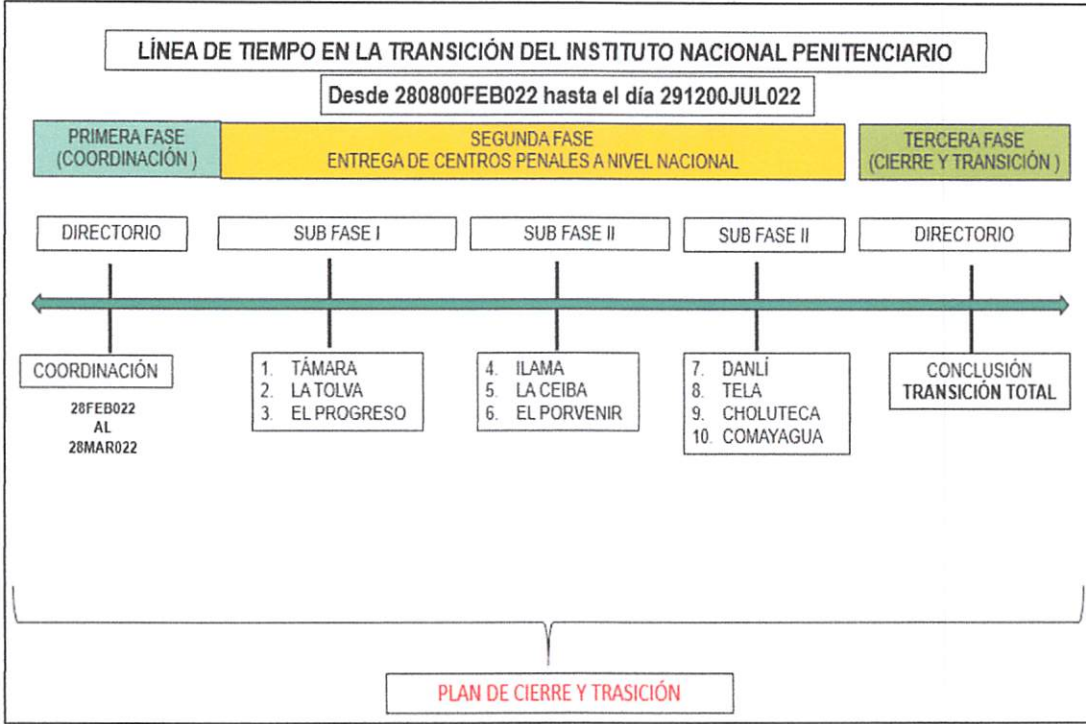 LÍNEA DE TIEMPO EN LA TRANSICIÓN DEL INSTITUTO NACIONAL PENITENCIARIO
Desde 280800FEB022 hasta el día 291200JUL022
PRIMERA FASE
(COORDINACIÓN )
SEGUNDA FASE
ENTREGA DE CENTROS PENALES A NIVEL NACIONAL
TERCERA FASE
(CIERRE Y TRANSICIÓN )
DIRECTORIO
SUB FASE I
SUB FASE II
SUB FASE II
DIRECTORIO
COORDINACIÓN
28FEB022
AL
28MAR022
1. TÁMARA
2. LA TOLVA
3. EL PROGRESO
4. ILAMA
5. LA CEIBA
6. EL PORVENIR
7. DANLÍ
8. TELA
9. CHOLUTECA
10. COMAYAGUA
CONCLUSIÓN
TRANSICIÓN TOTAL
PLAN DE CIERRE Y TRASICIÓN